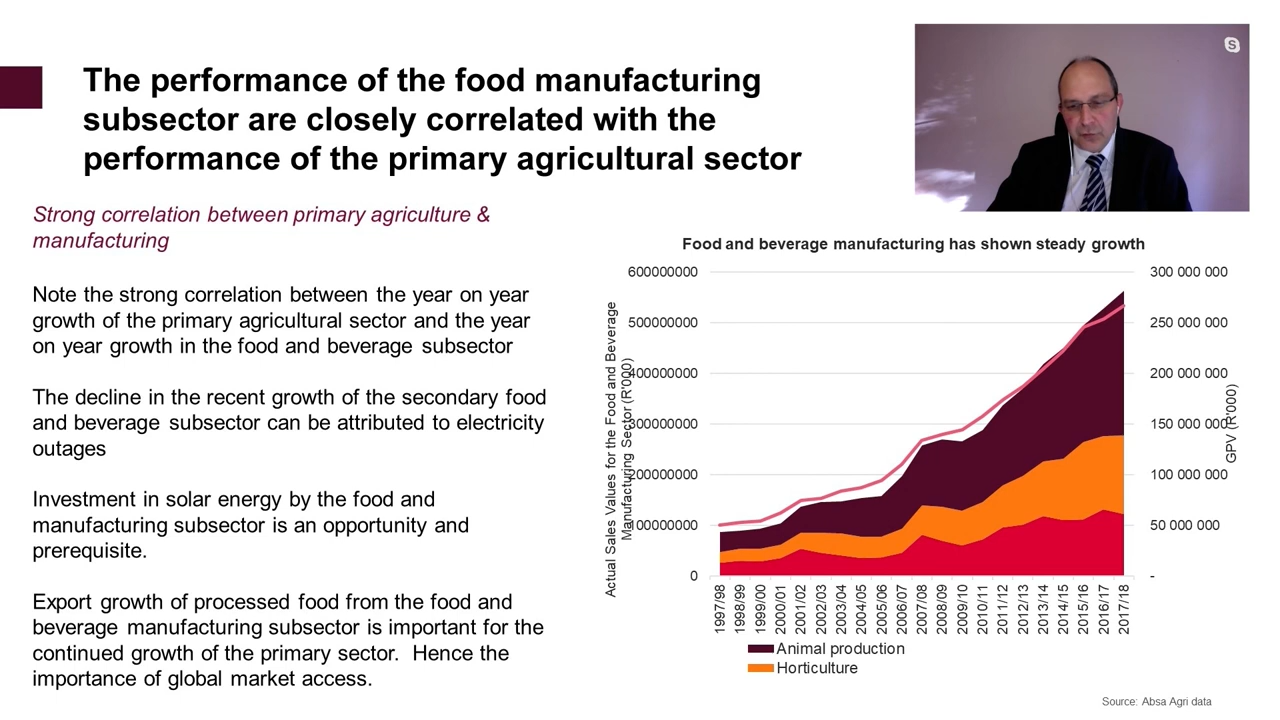 The performance of the food manufacturing
subsector are closely correlated with the
performance of the primary agricultural sector
Strong correlation between primary agriculture &
manufacturing
Note the strong correlation between the year on year
growth of the primary agricultural sector and the year
on year growth in the food and beverage subsector
The decline in the recent growth of the secondary food
and beverage subsector can be attributed to electricity
outages
Investment in solar energy by the food and
manufacturing subsector is an opportunity and
prerequisite.
Export growth of processed food from the food and
beverage manufacturing subsector is important for the
continued growth of the primary sector.  Hence the
importance of global market access.
S
Food and beverage manufacturing has shown steady growth
Actual Sales Values for the Food and Beverage
Manufacturing Sector (R'000)
600000000
500000000
400000000
300000000
200000000
100000000
0
300 000 000
250 000 000
200 000 000
150 000 000
100 000 000
50 000 000
-
GPV (R'000)
1997/98
1998/99
1999/00
2000/01
2001/02
2002/03
2003/04
2004/05
2005/06
2006/07
2007/08
2008/09
2009/10
2010/11
2011/12
2012/13
2013/14
2014/15
2015/16
2016/17
2017/18
Animal production
Horticulture
Source: Absa Agri data